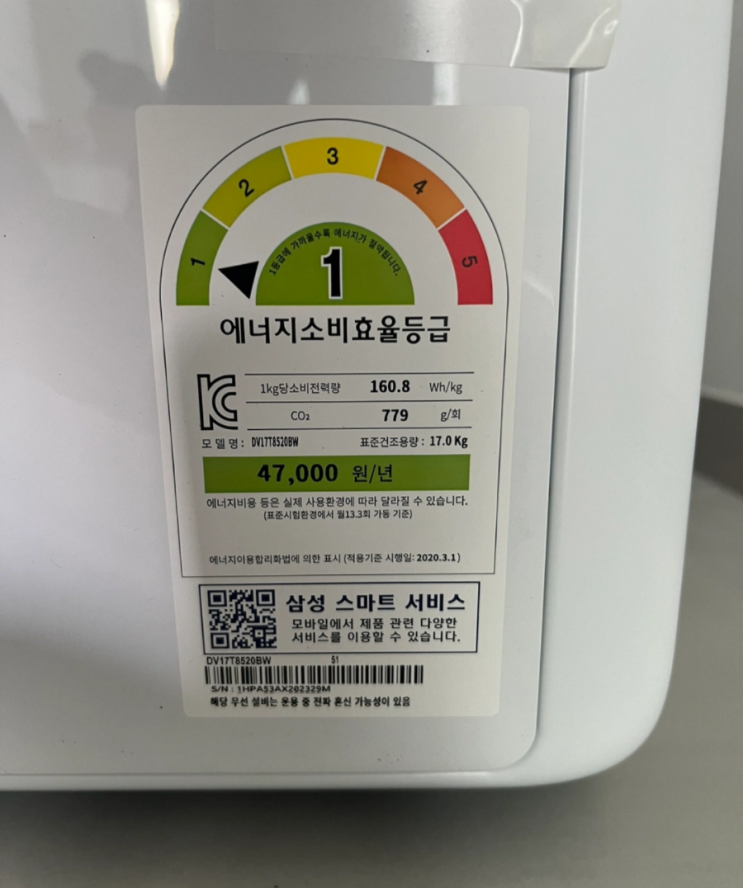 1
2
3
4
5
1등급에 가까울수록 에너지가 절약됩니다.
1
에너지소비효율등급
1kg당소비전력량 160.8 Wh/kg
CO₂ 779 g/회
모 델 명 : DV17T8520BW 표준건조용량 : 17.0 Kg
47,000 원/년
에너지비용 등은 실제 사용환경에 따라 달라질 수 있습니다.
(표준시험환경에서 월13.3회 가동 기준)
에너지이용합리화법에 의한 표시 (적용기준 시행일: 2020.3.1)
삼성 스마트 서비스
모바일에서 제품 관련 다양한
서비스를 이용할 수 있습니다.
DV17T8520BW 51
S/N : 1HPA53AX202329M
해당 무선 설비는 운용 중 전파 혼신 가능성이 있음